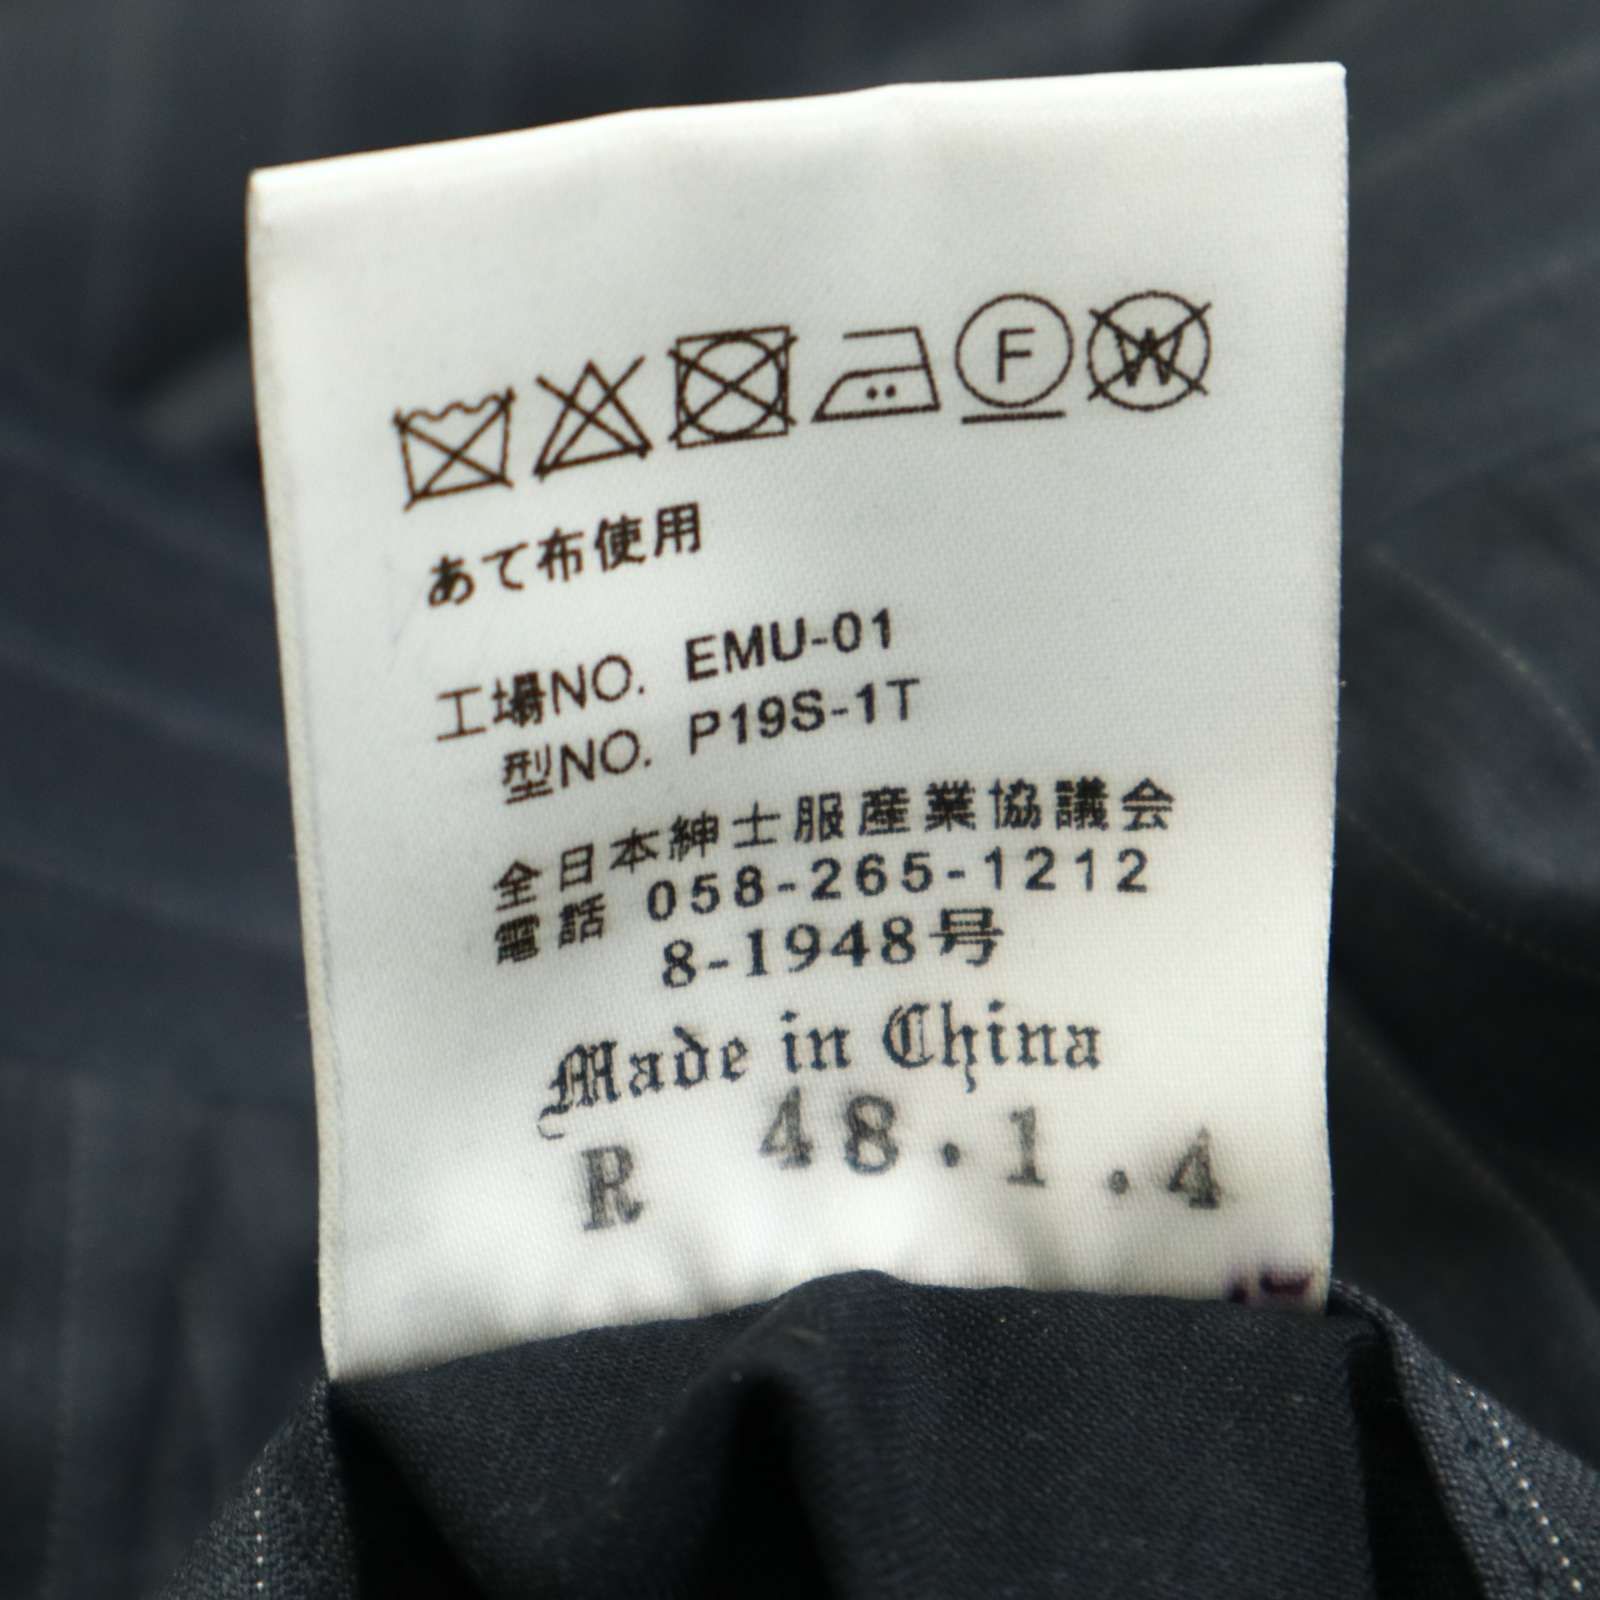 F W
あて布使用
工場NO. EMU-01
型NO. P19S-1T
全日本紳士服産業協議会
電話 058-265-1212
8-1948号
Made in China
R 48.1.4